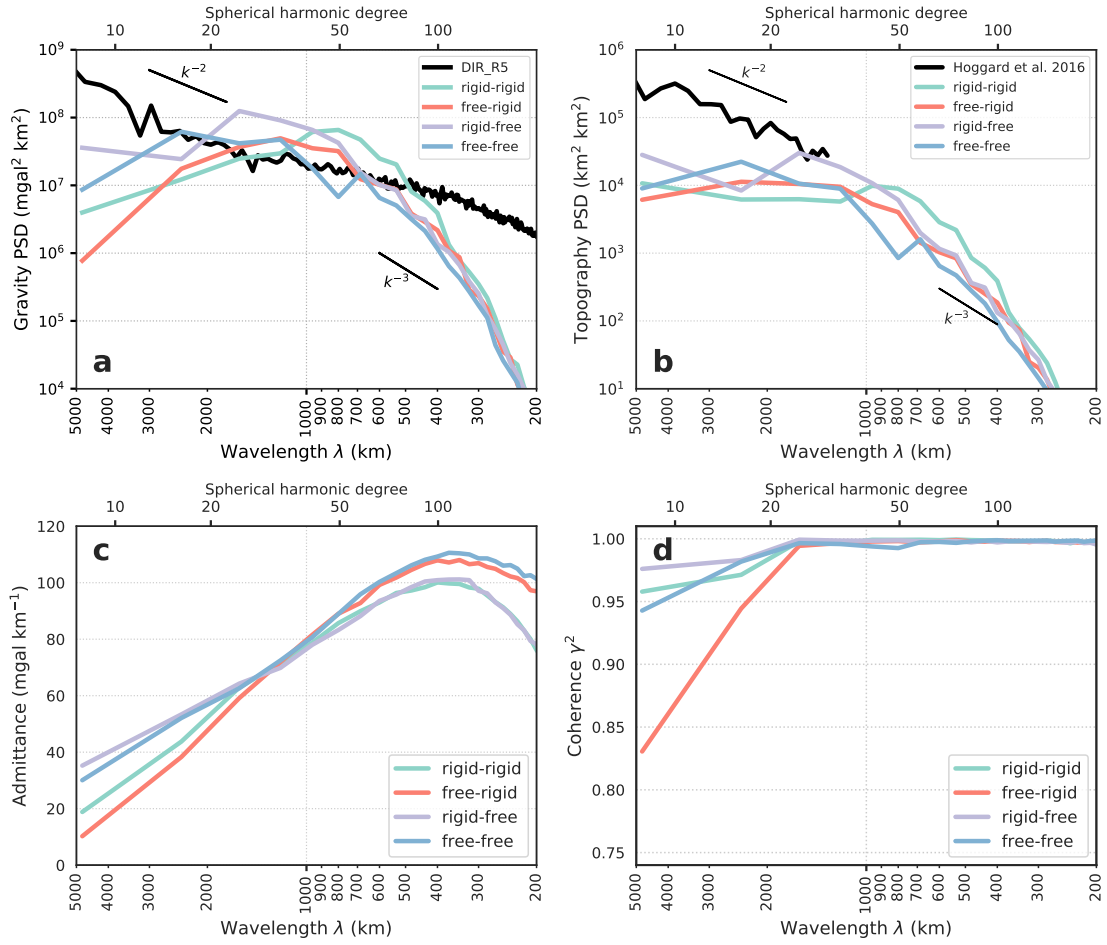 Spherical harmonic degree
10 20 50 100
Gravity PSD (mgal² km²)
10⁹
10⁸
10⁷
10⁶
10⁵
10⁴
k⁻²
k⁻³
DIR_R5
rigid-rigid
free-rigid
rigid-free
free-free
a
5000 4000 3000 2000 1000 900 800 700 600 500 400 300 200
Wavelength λ (km)
Spherical harmonic degree
10 20 50 100
Topography PSD (km² km²)
10⁶
10⁵
10⁴
10³
10²
10¹
k⁻²
k⁻³
Hoggard et al. 2016
rigid-rigid
free-rigid
rigid-free
free-free
b
5000 4000 3000 2000 1000 900 800 700 600 500 400 300 200
Wavelength λ (km)
Spherical harmonic degree
10 20 50 100
Admittance (mgal km⁻¹)
120
100
80
60
40
20
0
c
rigid-rigid
free-rigid
rigid-free
free-free
5000 4000 3000 2000 1000 900 800 700 600 500 400 300 200
Wavelength λ (km)
Spherical harmonic degree
10 20 50 100
Coherence γ²
1.00
0.95
0.90
0.85
0.80
0.75
d
rigid-rigid
free-rigid
rigid-free
free-free
5000 4000 3000 2000 1000 900 800 700 600 500 400 300 200
Wavelength λ (km)